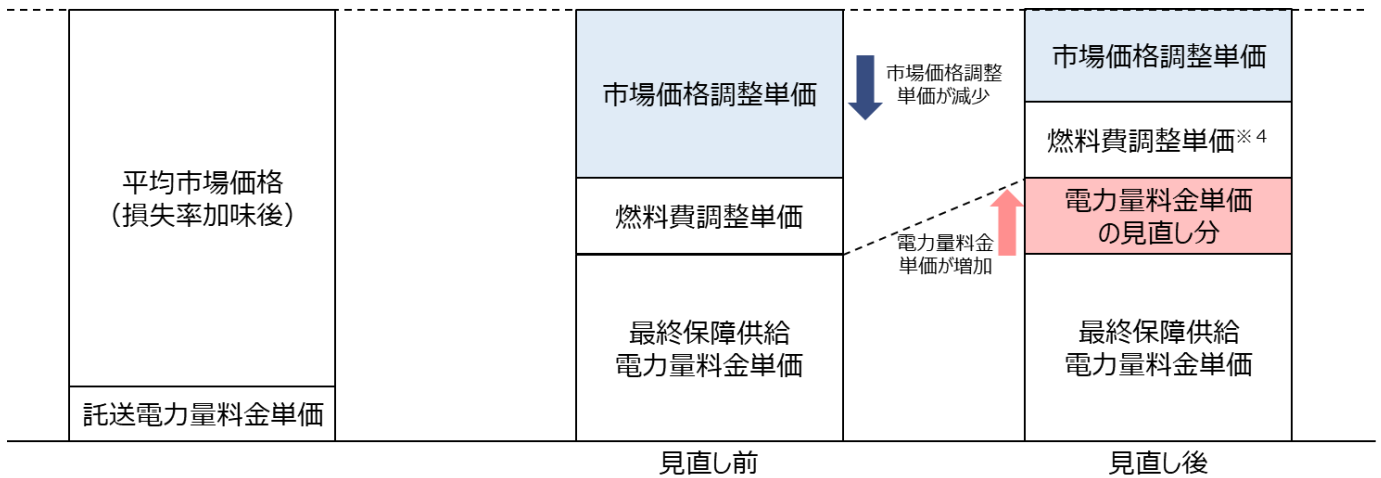 平均市場価格
（損失率加味後）
託送電力量料金単価
市場価格調整単価
燃料費調整単価
最終保障供給
電力量料金単価
見直し前
市場価格調整
単価が減少
電力量料金
単価が増加
市場価格調整単価
燃料費調整単価※４
電力量料金単価
の見直し分
最終保障供給
電力量料金単価
見直し後